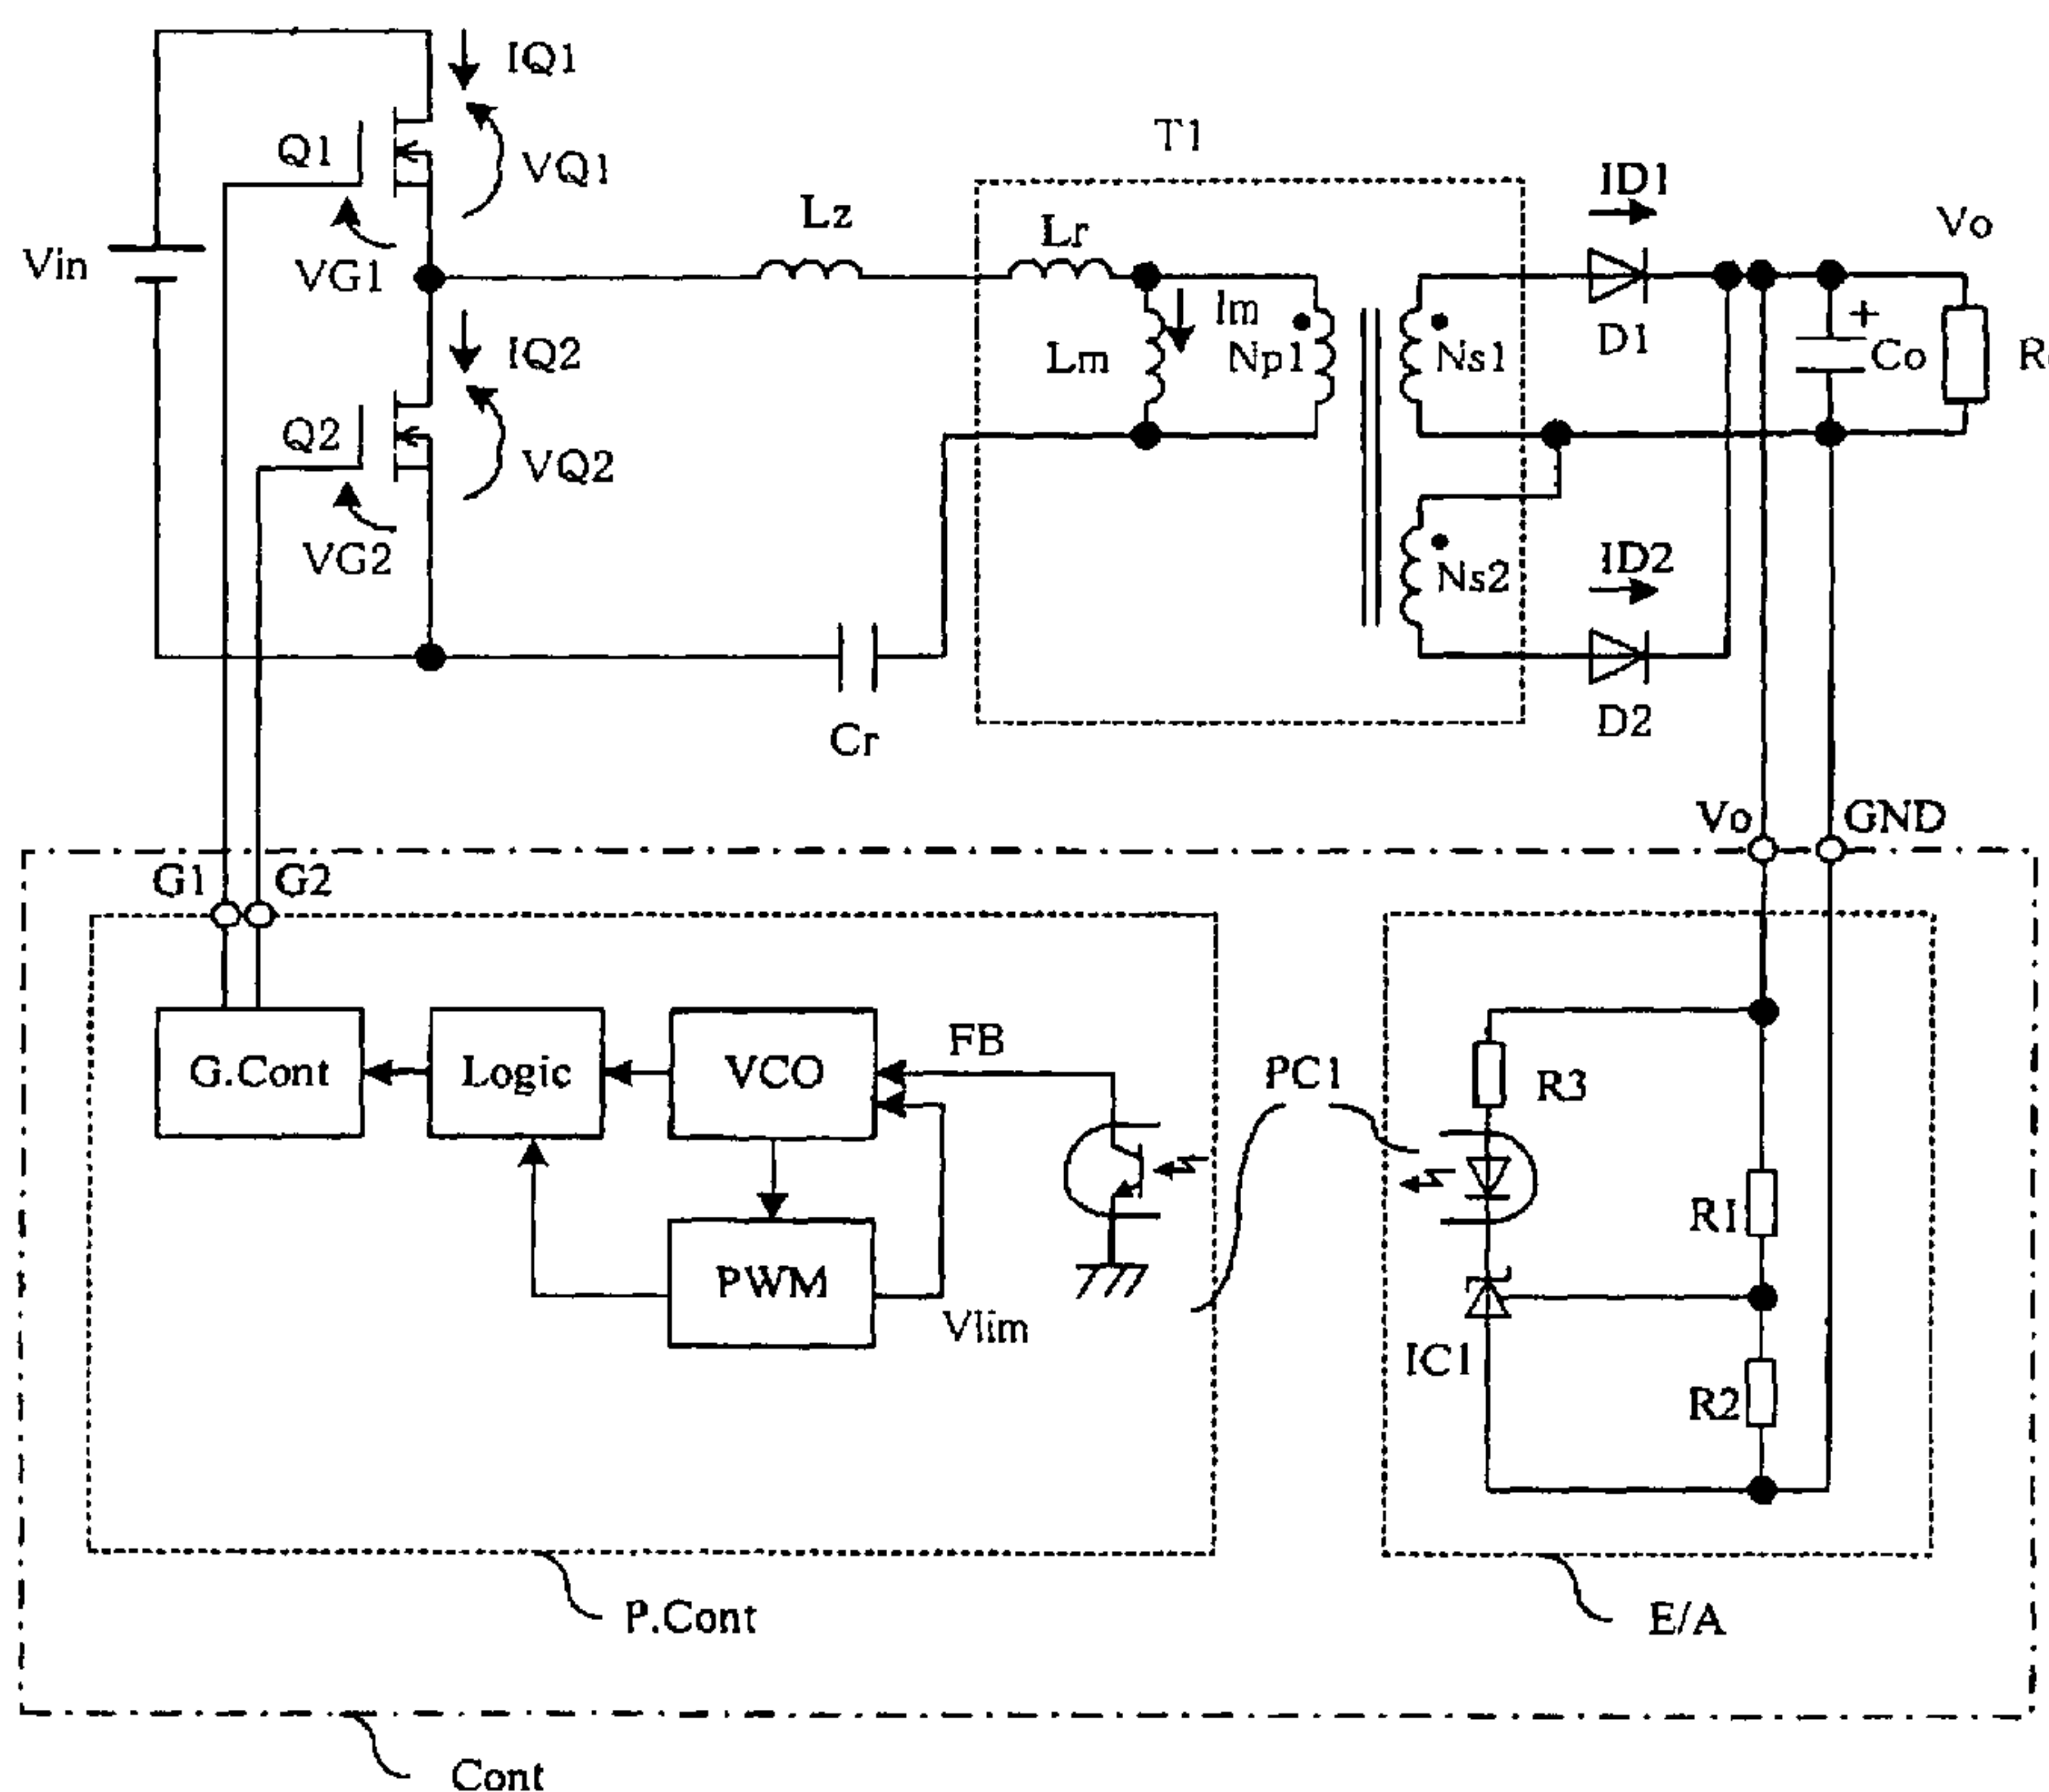 IQ1
Q1
VQ1
VG1
Vin
IQ2
Q2
VQ2
VG2
Lz
T1
Lr
Im
Lm
Np1
Ns1
Ns2
ID1
D1
ID2
D2
Vo
+
Co
Cr
Vo
GND
G1
G2
G.Cont
Logic
VCO
FB
PWM
Vlim
PC1
R3
R1
IC1
R2
P.Cont
E/A
Cont